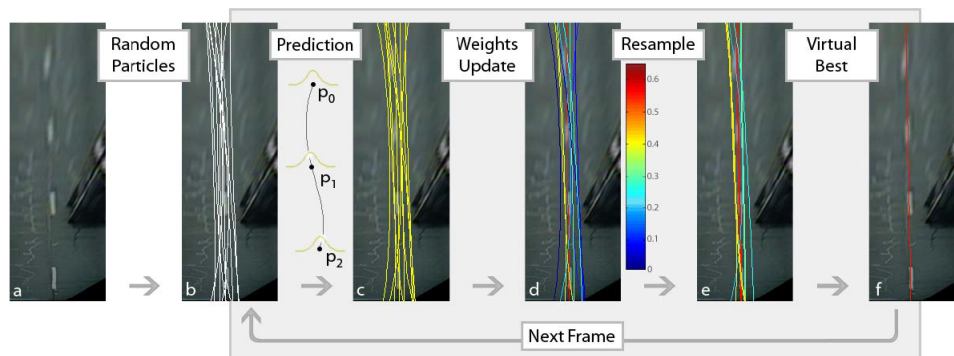 Random
Particles
Prediction
Weights
Update
Resample
Virtual
Best
p0
p1
p2
0.6
0.5
0.4
0.3
0.2
0.1
0
a
b
c
d
e
f
Next Frame